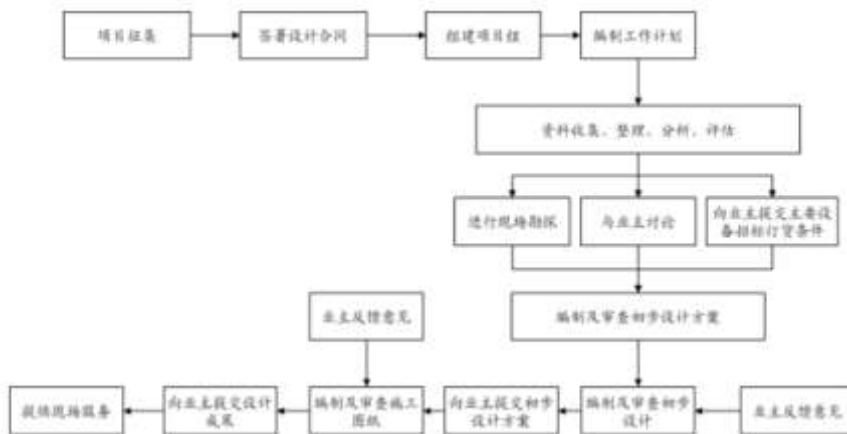 项目征集
签署设计合同
组建项目组
编制工作计划
资料收集、整理、分析、评估
进行现场勘探
与业主讨论
向业主提交主要设
备招标订货条件
业主反馈意见
编制及审查初步设计方案
提供现场服务
向业主提交设计
成果
编制及审查施工
图纸
向业主提交初步
设计方案
编制及审查初步
设计
业主反馈意见